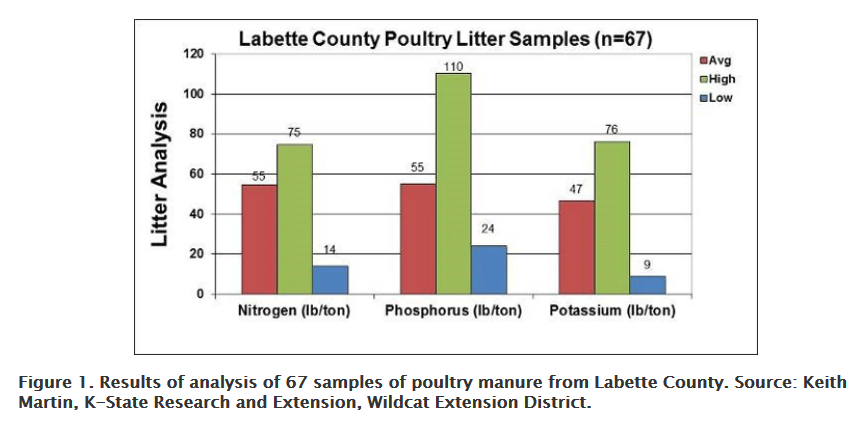 Labette County Poultry Litter Samples (n=67)
120
100
80
60
40
20
0
Litter Analysis
55
75
14
55
110
24
47
76
9
Nitrogen (lb/ton)
Phosphorus (lb/ton)
Potassium (lb/ton)
Avg
High
Low
Figure 1. Results of analysis of 67 samples of poultry manure from Labette County. Source: Keith
Martin, K-State Research and Extension, Wildcat Extension District.